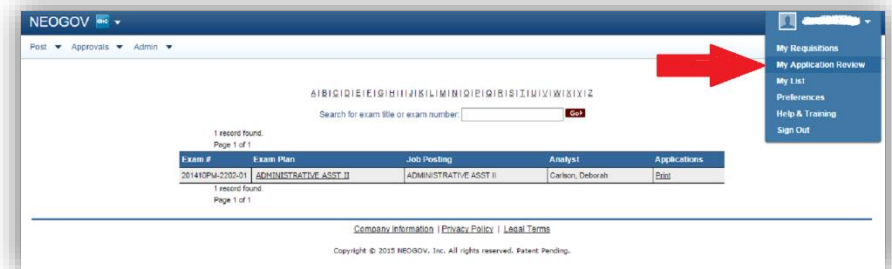 NEOGOV OHC
Post Approvals Admin
My Requisitions
My Application Review
My List
Preferences
Help & Training
Sign Out
A|B|C|D|E|F|G|H|I|J|K|L|M|N|O|P|Q|R|S|T|U|V|W|X|Y|Z
Search for exam title or exam number: Go!
1 record found.
Page 1 of 1
Exam # Exam Plan Job Posting Analyst Applications
201410PM-2202-01 ADMINISTRATIVE ASST II ADMINISTRATIVE ASST II Carlson, Deborah Print
1 record found.
Page 1 of 1
Company Information | Privacy Policy | Legal Terms
Copyright © 2015 NEOGOV, Inc. All rights reserved. Patent Pending.